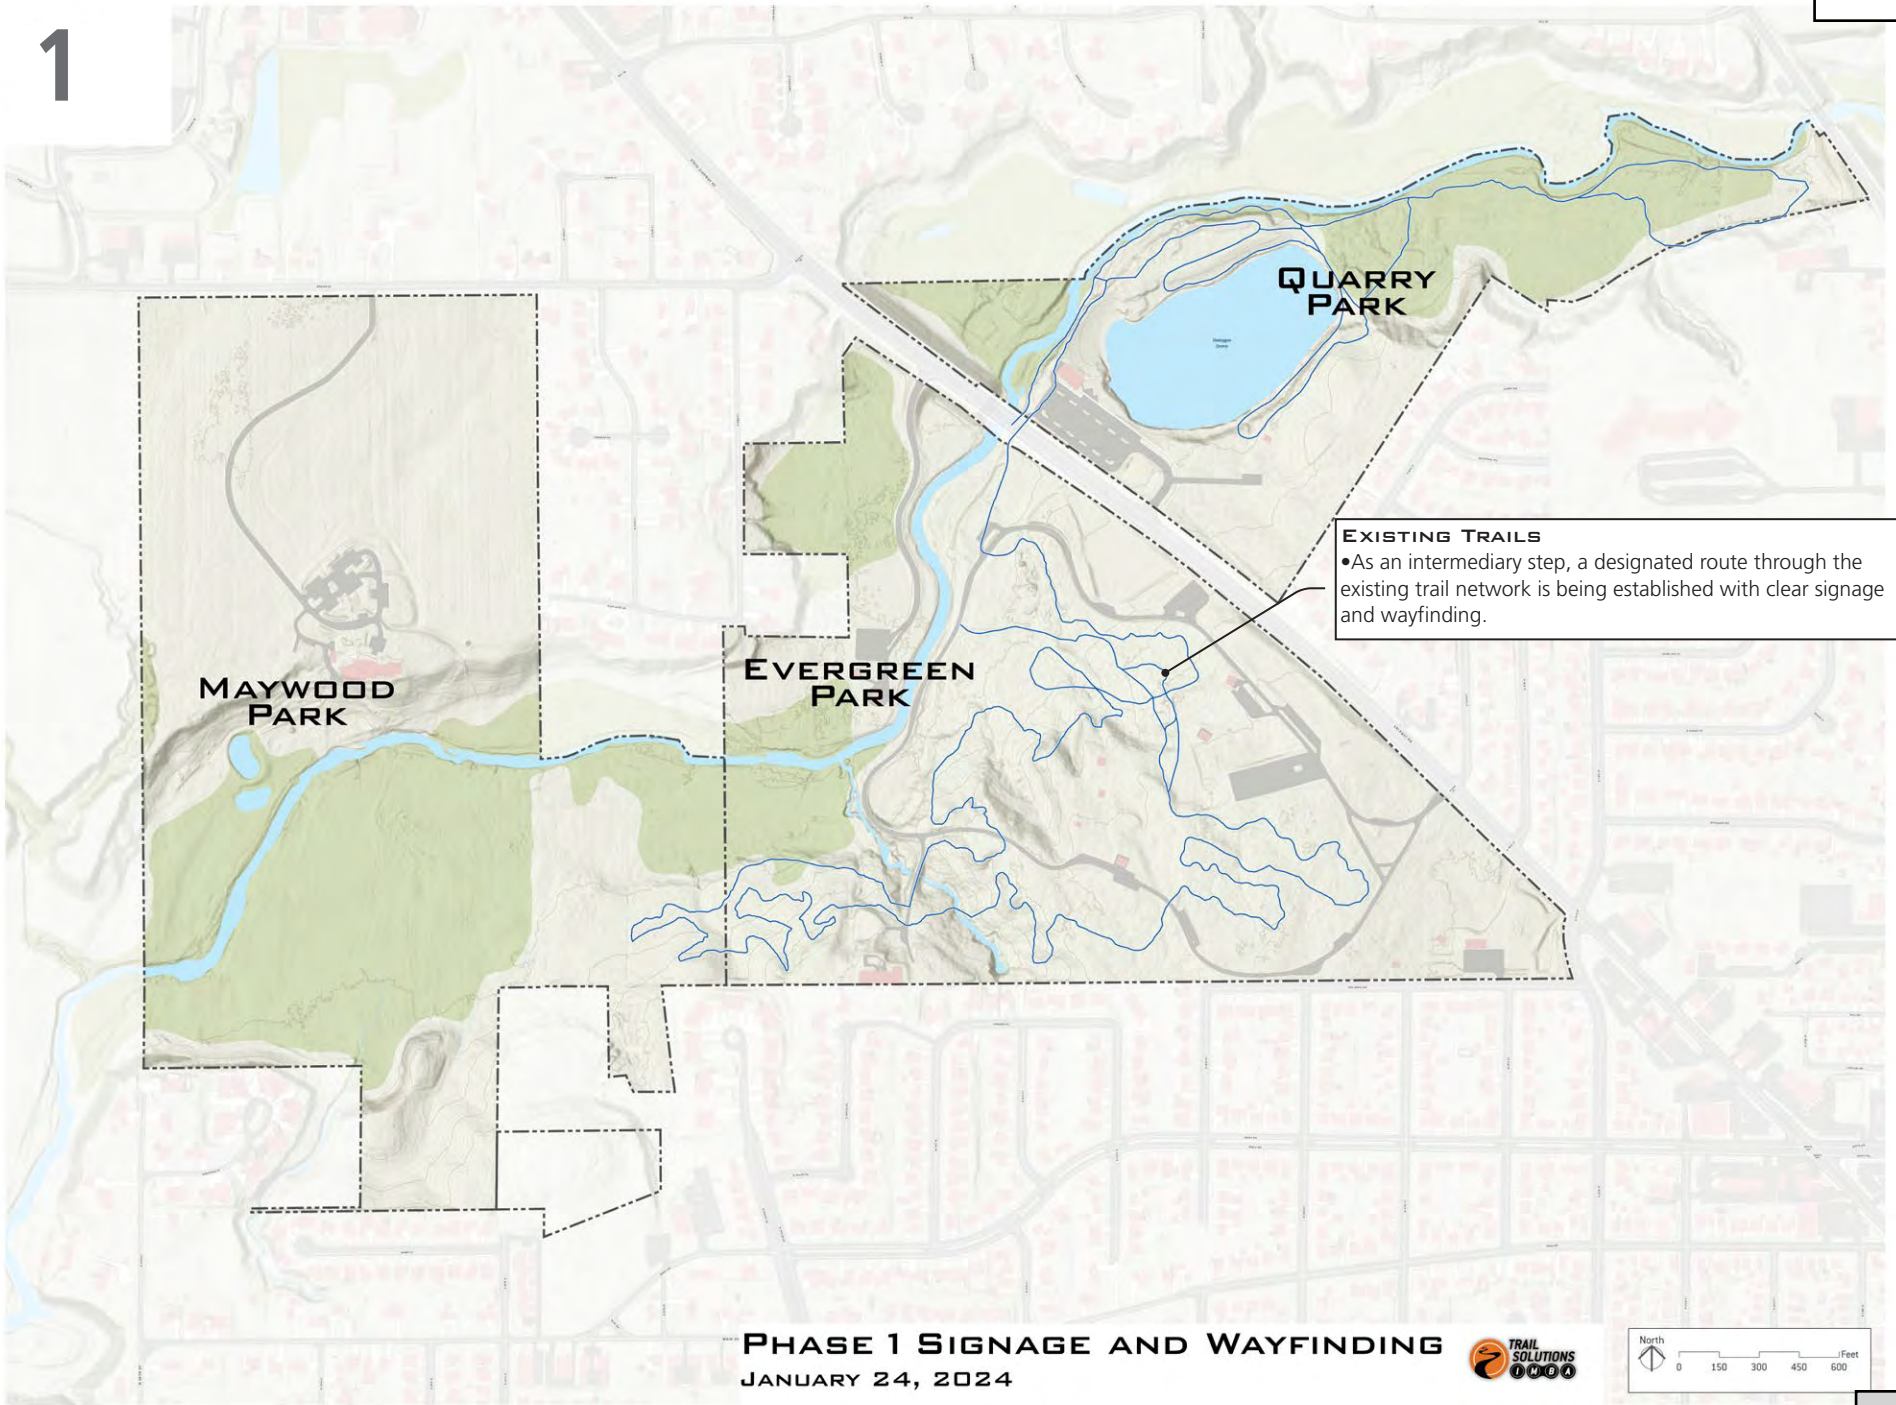 1
QUARRY
PARK
EXISTING TRAILS
•As an intermediary step, a designated route through the
existing trail network is being established with clear signage
and wayfinding.
MAYWOOD
PARK
EVERGREEN
PARK
PHASE 1 SIGNAGE AND WAYFINDING
JANUARY 24, 2024
TRAIL
SOLUTIONS
IMBA
North
Feet
0 150 300 450 600